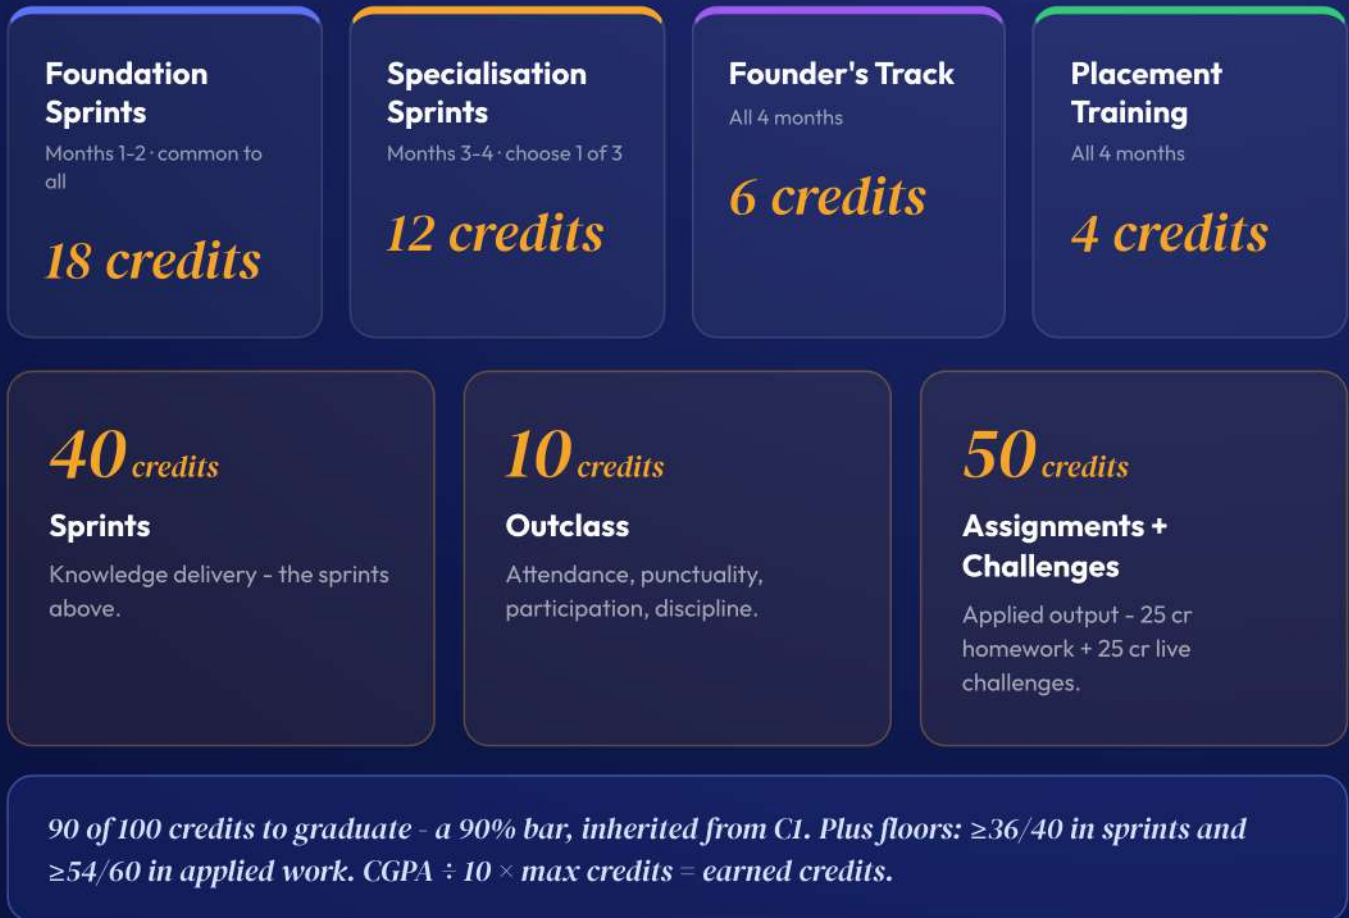 Foundation
Sprints
Months 1-2 · common to
all
18 credits
Specialisation
Sprints
Months 3-4 · choose 1 of 3
12 credits
Founder's Track
All 4 months
6 credits
Placement
Training
All 4 months
4 credits
40 credits
Sprints
Knowledge delivery - the sprints
above.
10 credits
Outclass
Attendance, punctuality,
participation, discipline.
50 credits
Assignments +
Challenges
Applied output - 25 cr
homework + 25 cr live
challenges.
90 of 100 credits to graduate - a 90% bar, inherited from C1. Plus floors: ≥36/40 in sprints and
≥54/60 in applied work. CGPA ÷ 10 × max credits = earned credits.